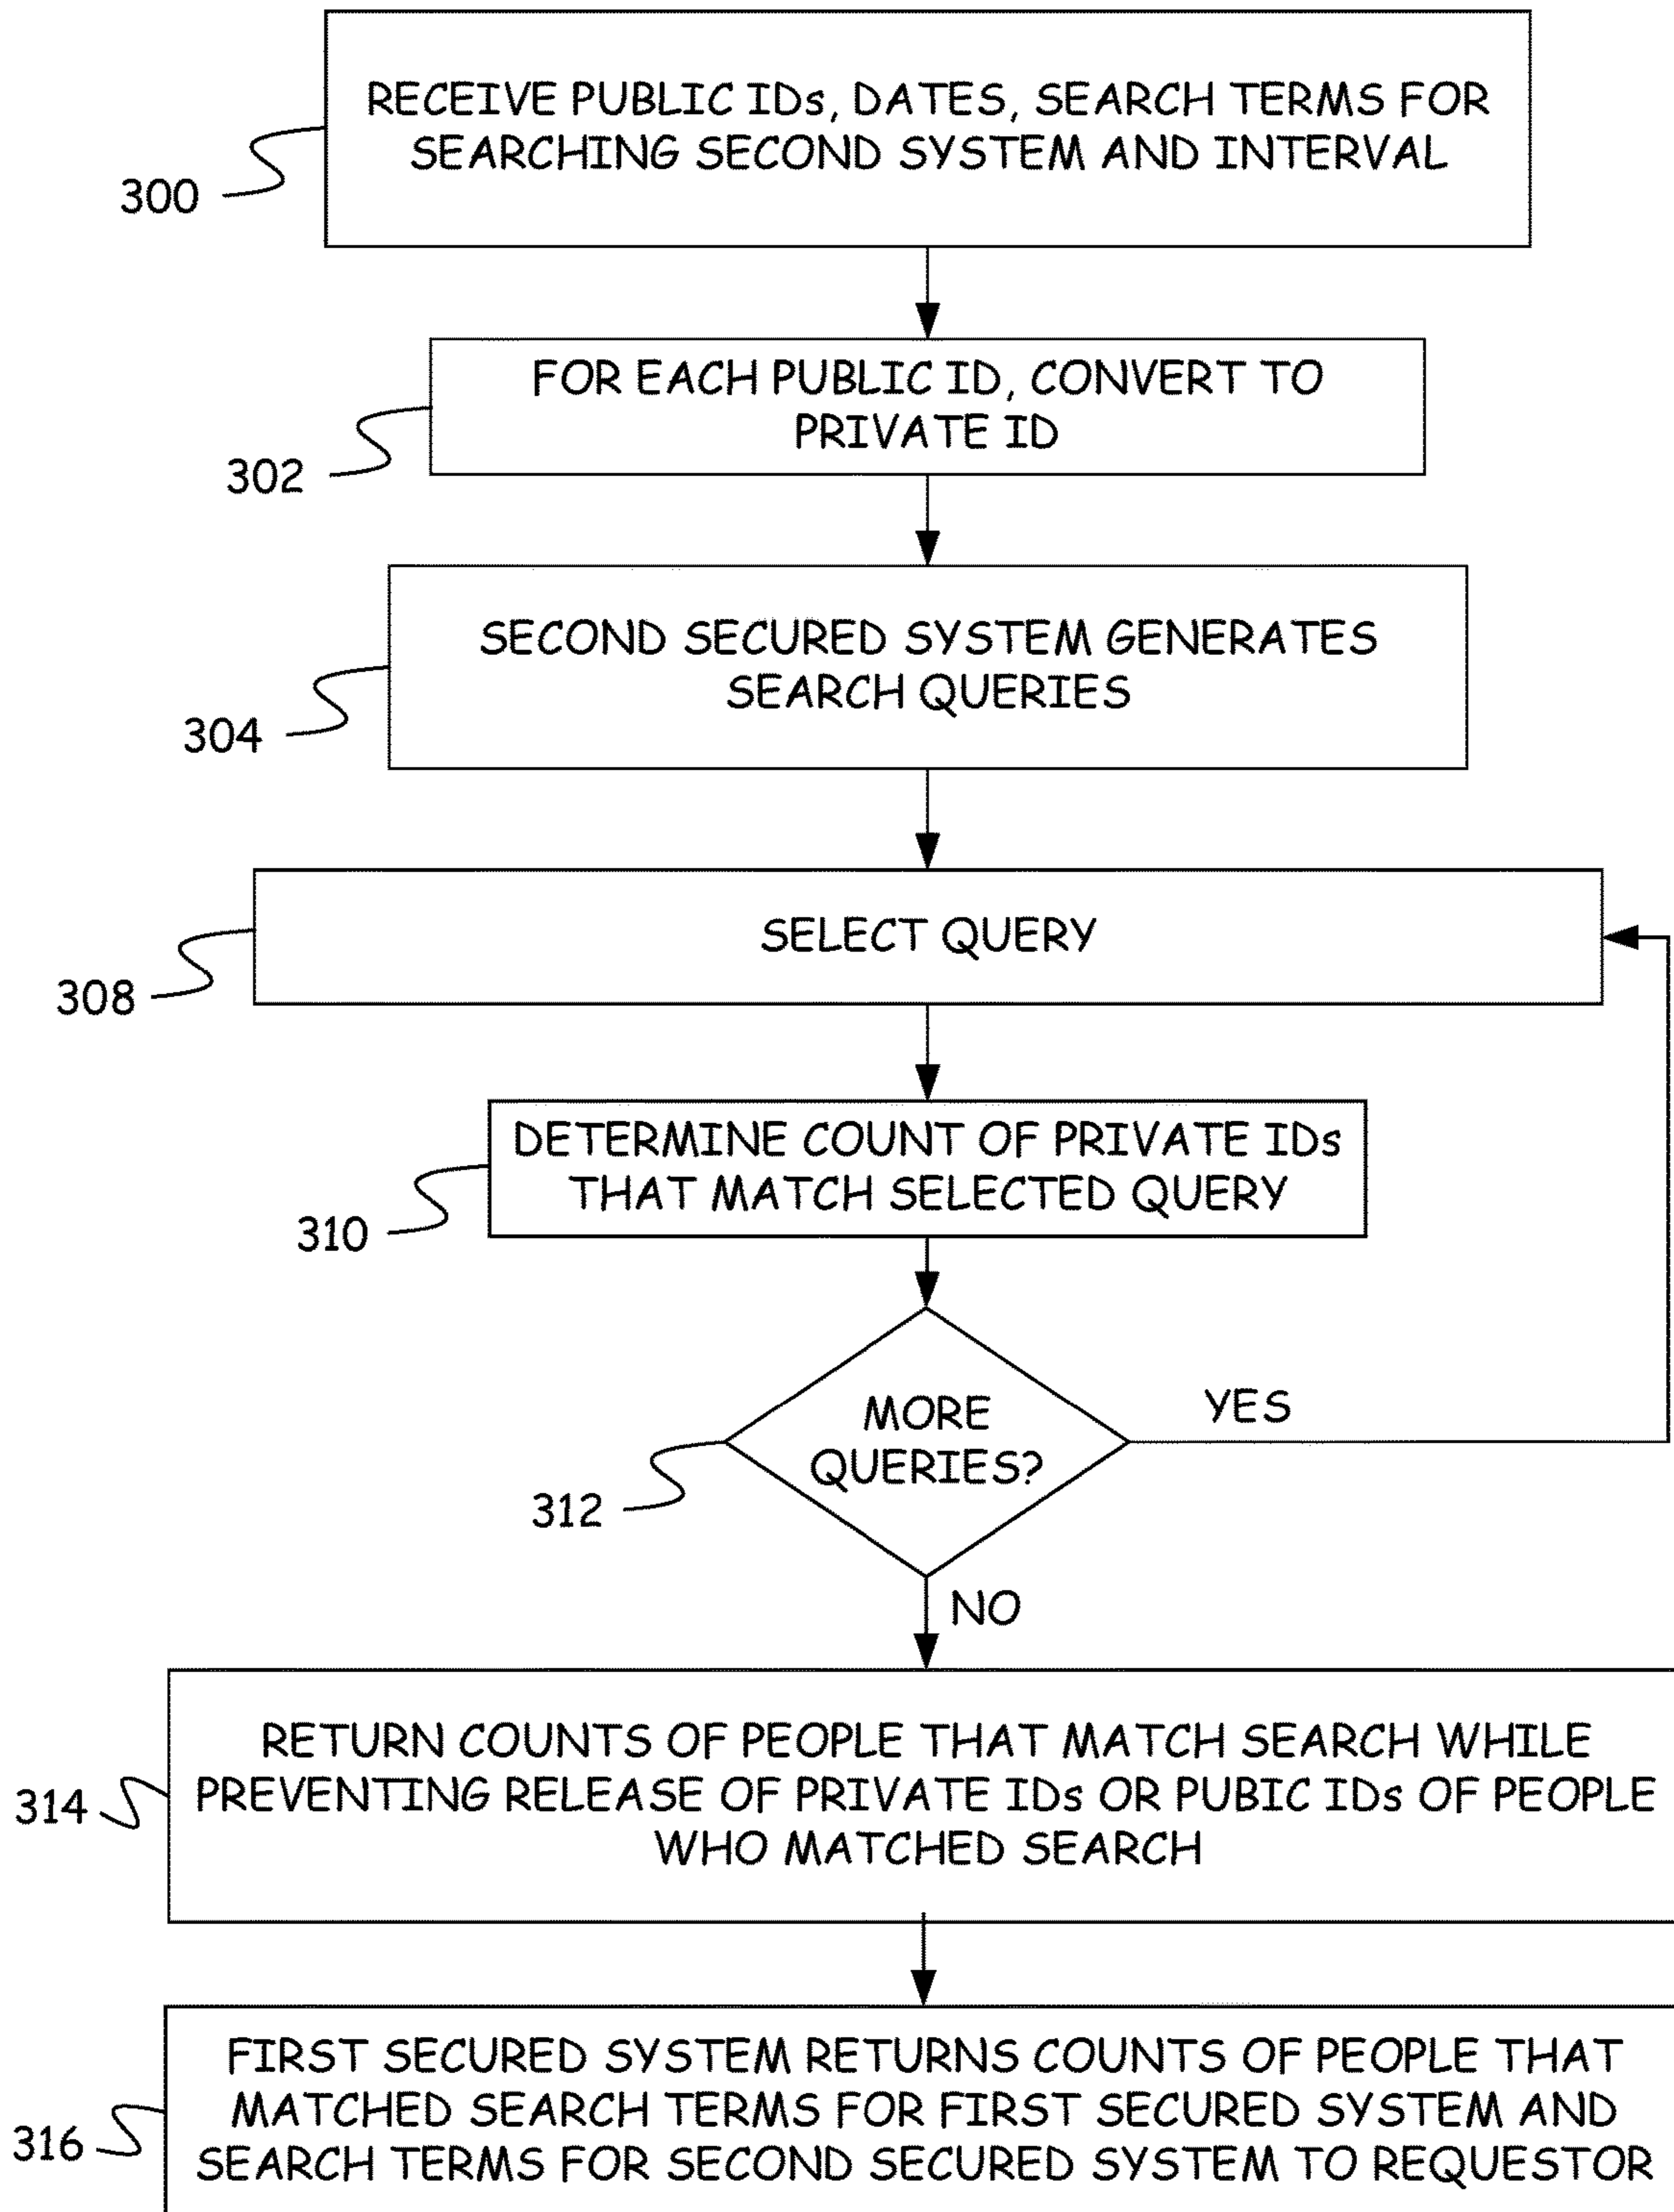 RECEIVE PUBLIC IDs, DATES, SEARCH TERMS FOR
SEARCHING SECOND SYSTEM AND INTERVAL
300
FOR EACH PUBLIC ID, CONVERT TO
PRIVATE ID
302
SECOND SECURED SYSTEM GENERATES
SEARCH QUERIES
304
SELECT QUERY
308
DETERMINE COUNT OF PRIVATE IDs
THAT MATCH SELECTED QUERY
310
MORE
QUERIES?
YES
312
NO
RETURN COUNTS OF PEOPLE THAT MATCH SEARCH WHILE
PREVENTING RELEASE OF PRIVATE IDs OR PUBIC IDs OF PEOPLE
WHO MATCHED SEARCH
314
FIRST SECURED SYSTEM RETURNS COUNTS OF PEOPLE THAT
MATCHED SEARCH TERMS FOR FIRST SECURED SYSTEM AND
SEARCH TERMS FOR SECOND SECURED SYSTEM TO REQUESTOR
316